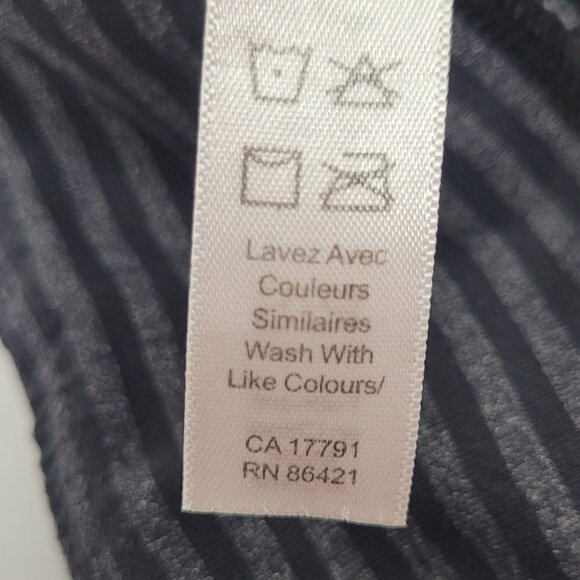 Lavez Avec
Couleurs
Similaires
Wash With
Like Colours/
CA 17791
RN 86421